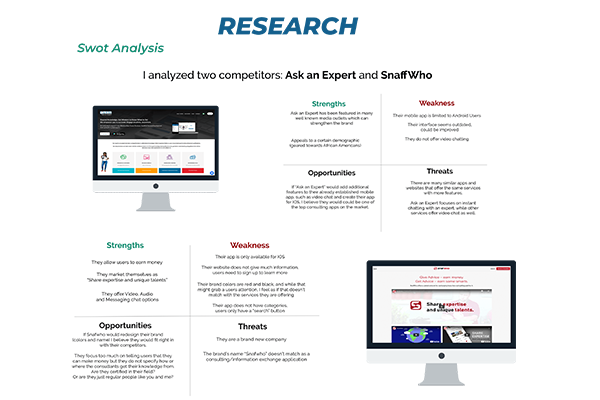 RESEARCH
Swot Analysis
I analyzed two competitors: Ask an Expert and SnaffWho
Strengths
Ask an Expert has been featured in many
well known media outlets which can
strengthen the brand
Appeals to a certain demographic
(geared towards African Americans)
Weakness
Their mobile app is limited to Android Users
Their interface seems outdated,
could be improved
They do not offer video chatting
Opportunities
If "Ask an Expert" would add additional
features to their already established mobile
app, such as video chat and create their app
for IOS, I believe they would could be one of
the top consulting apps on the market.
Threats
There are many similar apps and
websites that offer the same services
with more features.
Ask an Expert focuses on instant
chatting with an expert, while other
services offer video chat as well.
Strengths
They allow users to earn money
They market themselves as
"Share expertise and unique talents"
They offer Video, Audio
and Messaging chat options
Weakness
Their app is only available for IOS
Their website does not give much information,
users need to sign up to learn more
Their brand colors are red and black, and while that
might grab a users attention, I feel as if that doesn't
match with the services they are offering
Their app does not have categories,
users only have a "search" button
Opportunities
If Snafwho would redesign their brand
(colors and name) I believe they would fit right in
with their competitors.
They focus too much on telling users that they
can make money but they do not specify how or
where the consultants get their knowledge from.
Are they certified in their field?
Or are they just regular people like you and me?
Threats
They are a brand new company
The brand's name "Snafwho" doesn't match as a
consulting/information exchange application
Share expertise
and unique talents.